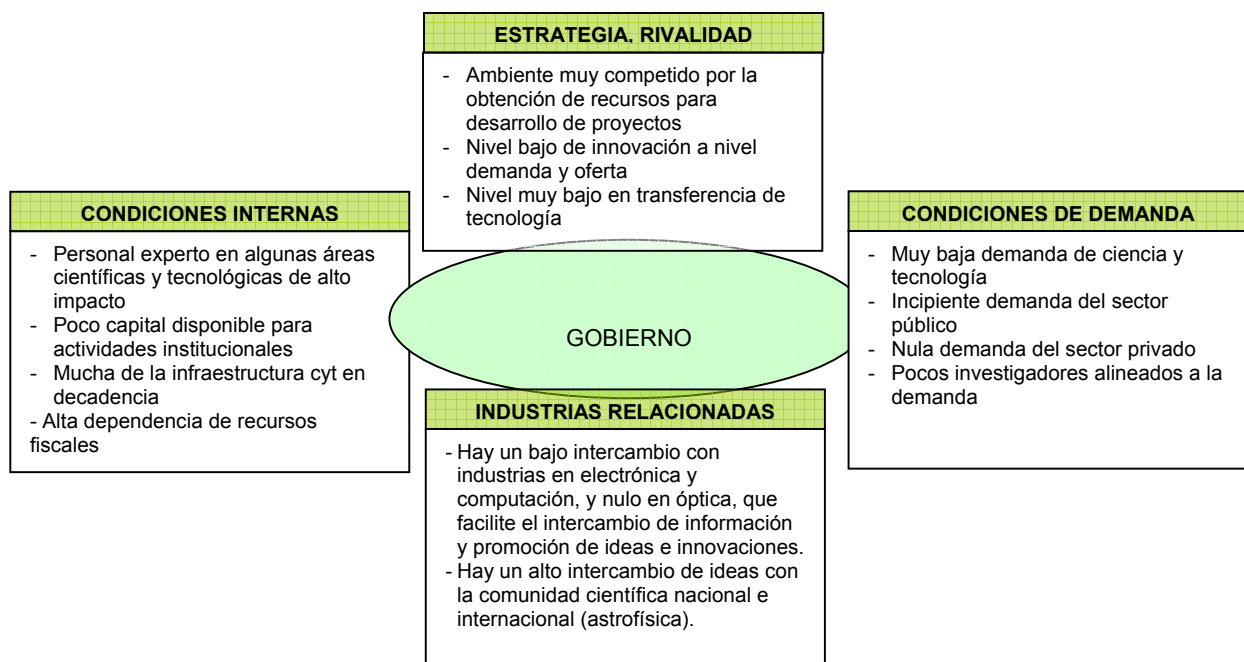 ESTRATEGIA, RIVALIDAD
- Ambiente muy competido por la
obtención de recursos para
desarrollo de proyectos
- Nivel bajo de innovación a nivel
demanda y oferta
- Nivel muy bajo en transferencia de
tecnología
CONDICIONES INTERNAS
- Personal experto en algunas áreas
científicas y tecnológicas de alto
impacto
- Poco capital disponible para
actividades institucionales
- Mucha de la infraestructura cyt en
decadencia
- Alta dependencia de recursos
fiscales
GOBIERNO
CONDICIONES DE DEMANDA
- Muy baja demanda de ciencia y
tecnología
- Incipiente demanda del sector
público
- Nula demanda del sector privado
- Pocos investigadores alineados a la
demanda
INDUSTRIAS RELACIONADAS
- Hay un bajo intercambio con
industrias en electrónica y
computación, y nulo en óptica, que
facilite el intercambio de información
y promoción de ideas e innovaciones.
- Hay un alto intercambio de ideas con
la comunidad científica nacional e
internacional (astrofísica).